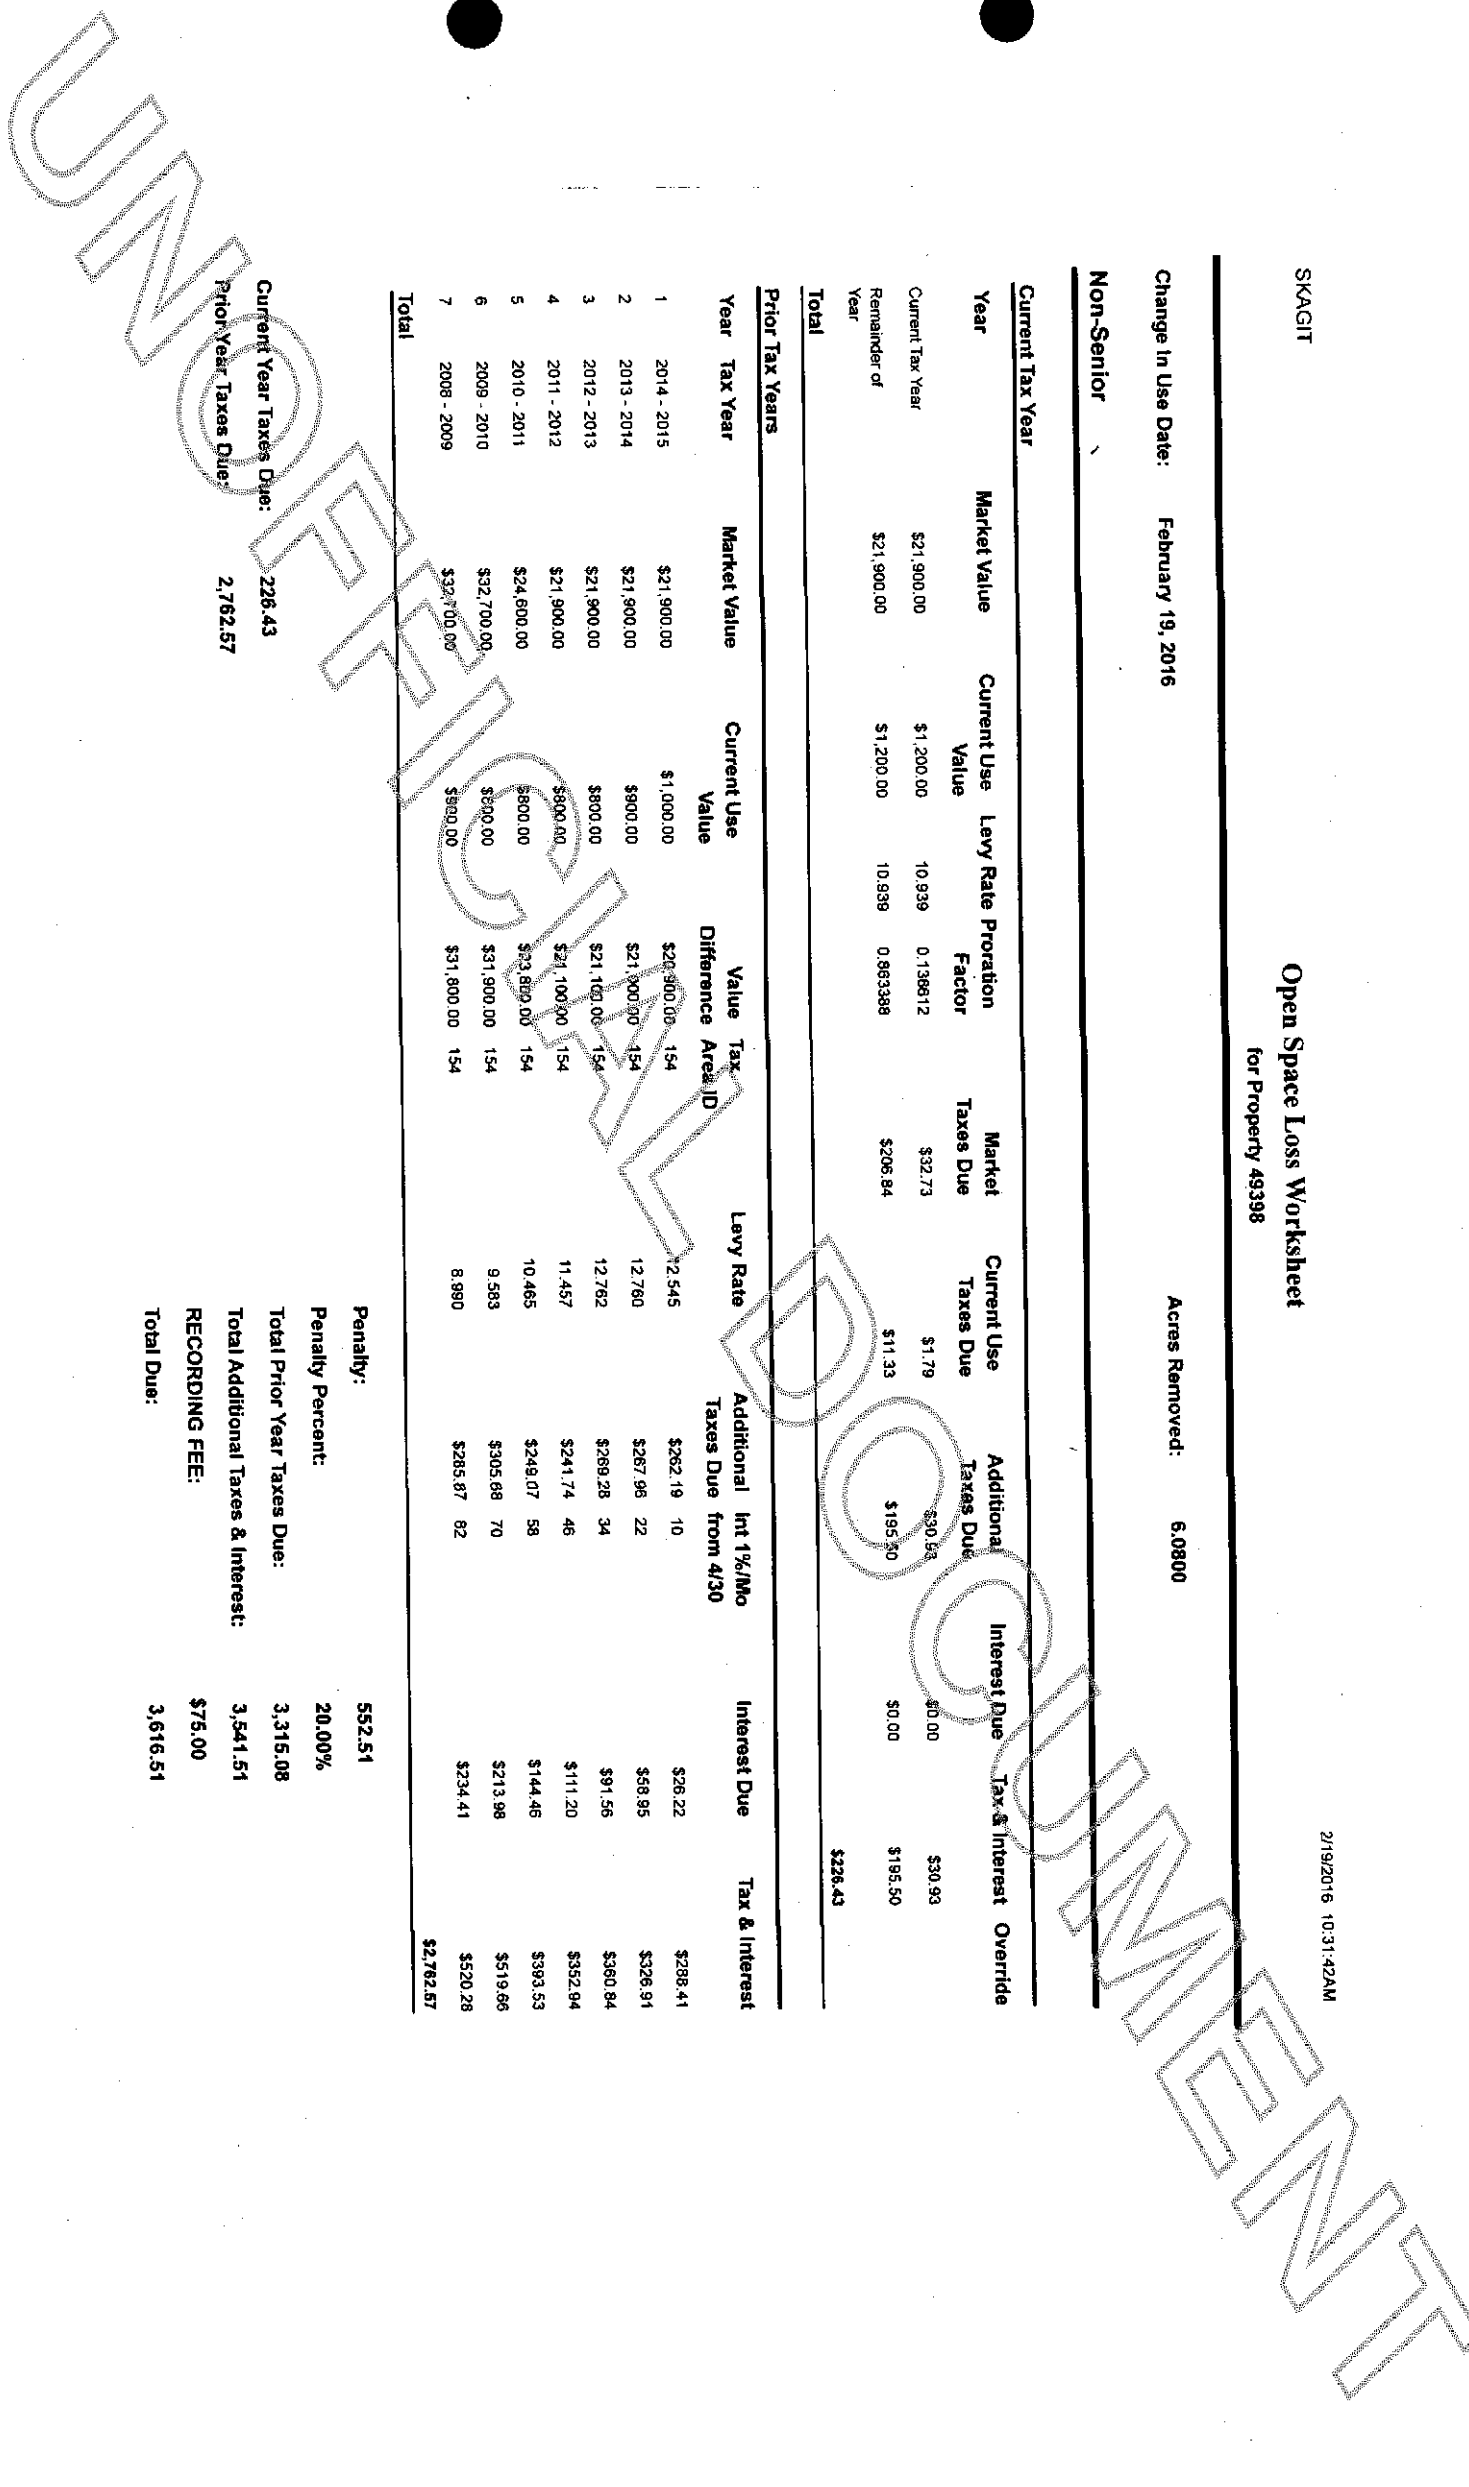 SKAGIT
Open Space Loss Worksheet
2/19/2016 10:31:42AM
for Property 49398
Change In Use Date: February 19, 2016 Acres Removed: 6.0800
Non-Senior
Current Tax Year
Year Market Value Current Use Value Levy Rate Proration Factor Market Taxes Due Current Use Taxes Due Additional Taxes Due Interest Due Tax & Interest Override
Current Tax Year $21,900.00 $1,200.00 10.939 0.136612 $32.73 $1.79 $30.93 $0.00 $30.93
Remainder of Year $21,900.00 $1,200.00 10.939 0.863388 $206.84 $11.33 $195.50 $0.00 $195.50
Total $226.43
Prior Tax Years
Year Tax Year Market Value Current Use Value Value Difference Tax Area ID Levy Rate Additional Taxes Due Int 1%/Mo from 4/30 Interest Due Tax & Interest
1 2014 - 2015 $21,900.00 $1,000.00 $20,900.00 154 12.545 $262.19 10 $26.22 $288.41
2 2013 - 2014 $21,900.00 $900.00 $21,000.00 154 12.760 $267.96 22 $58.95 $326.91
3 2012 - 2013 $21,900.00 $800.00 $21,100.00 154 12.762 $269.28 34 $91.56 $360.84
4 2011 - 2012 $21,900.00 $800.00 $21,100.00 154 11.457 $241.74 46 $111.20 $352.94
5 2010 - 2011 $24,600.00 $800.00 $23,800.00 154 10.465 $249.07 58 $144.46 $393.53
6 2009 - 2010 $32,700.00 $800.00 $31,900.00 154 9.583 $305.68 70 $213.98 $519.66
7 2008 - 2009 $32,700.00 $900.00 $31,800.00 154 8.990 $285.87 82 $234.41 $520.28
Total $2,762.57
Penalty: 552.51
Penalty Percent: 20.00%
Current Year Taxes Due: 226.43 Total Prior Year Taxes Due: 3,315.08
Prior Year Taxes Due: 2,762.57 Total Additional Taxes & Interest: 3,541.51
RECORDING FEE: $75.00
Total Due: 3,616.51
UNOFFICIAL DOCUMENT